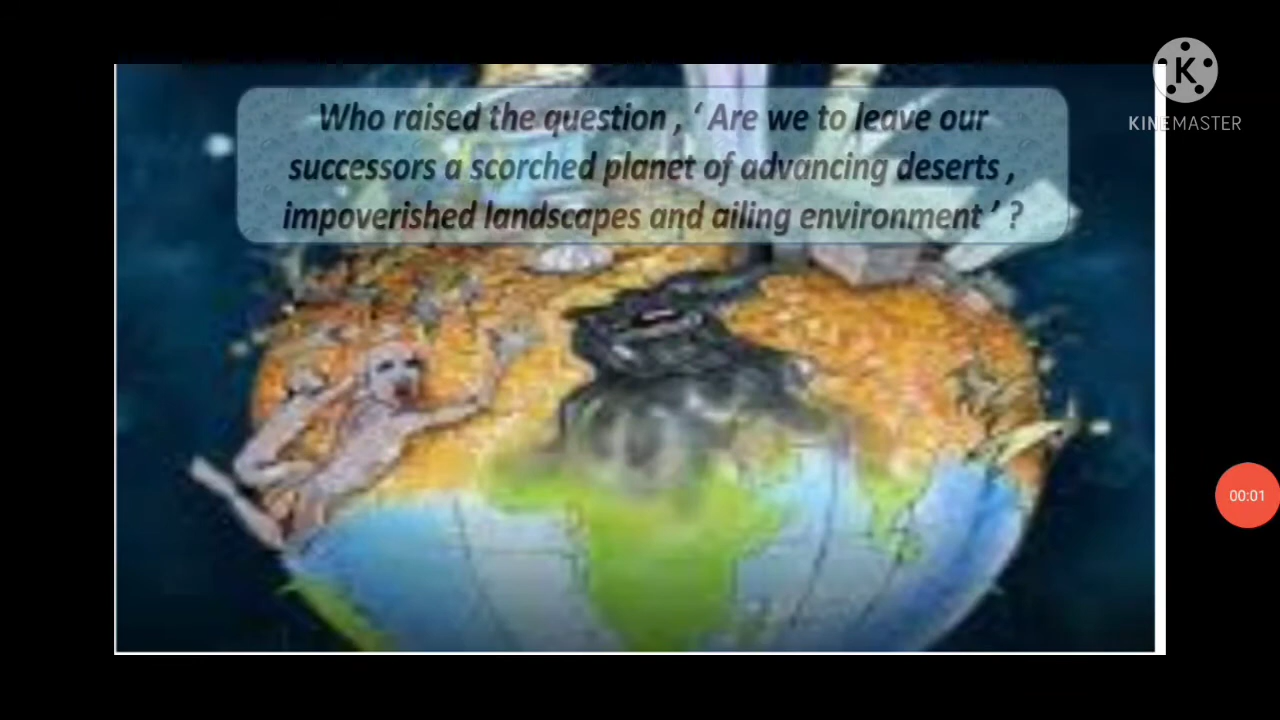 Who raised the question , ‘ Are we to leave our
successors a scorched planet of advancing deserts ,
impoverished landscapes and ailing environment ’ ?
K
KINEMASTER
00:01